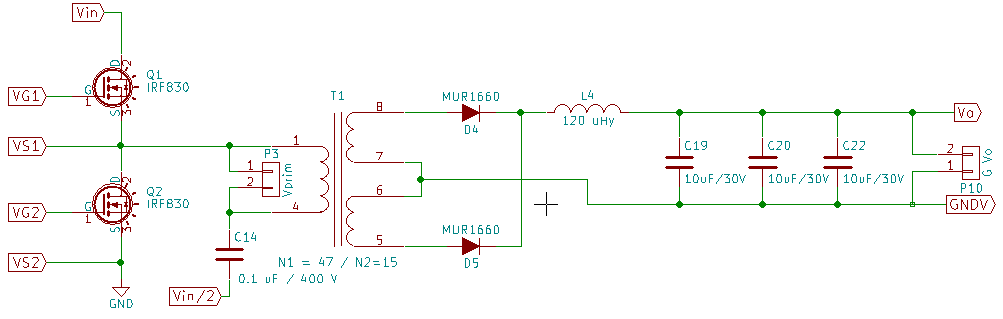 Vin
Q1
IRF830
VG1
D
2
G
1
S
3
VS1
Q2
IRF830
VG2
D
2
G
1
S
3
VS2
GND
P3
1
2
Vprim
C14
0.1 uF / 400 V
Vin/2
T1
1
4
8
7
6
5
N1 = 47 / N2=15
MUR1660
D4
MUR1660
D5
L4
120 uHy
C19
10uF/30V
C20
10uF/30V
C22
10uF/30V
Vo
2
1
G Vo
P10
GNDV